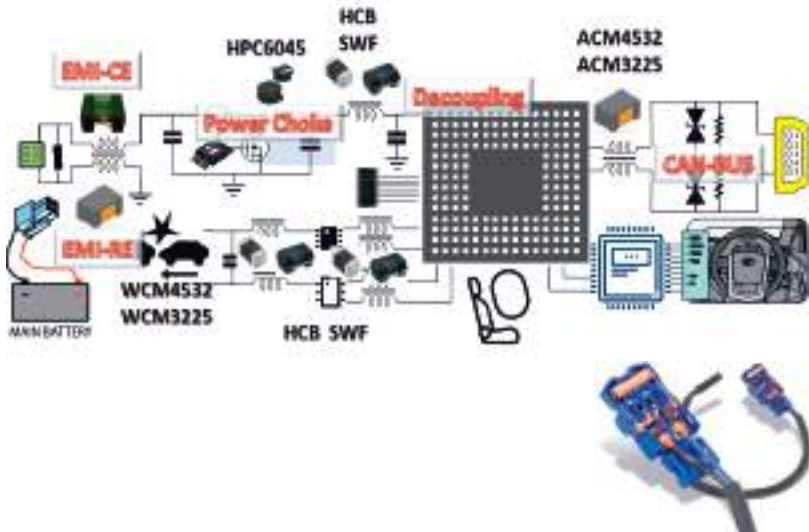 HCB
SWF
HPC6045
ACM4532
ACM3225
EMI-CE
Power Choke
Decoupling
CAN-BUS
EMI-RE
WCM4532
WCM3225
MAIN BATTERY
HCB SWF